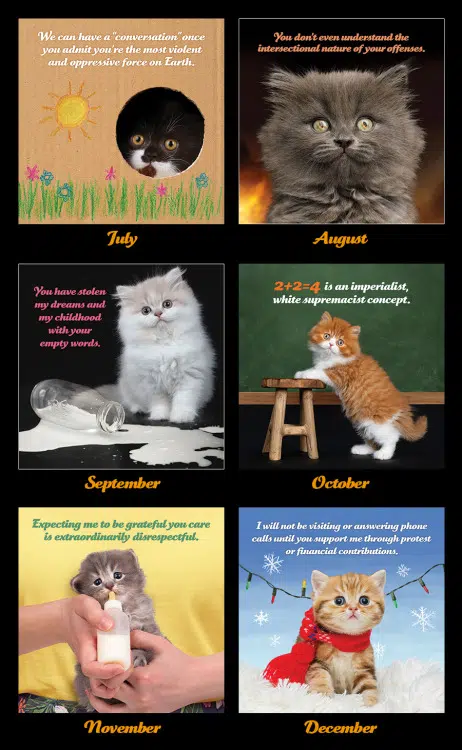 We can have a "conversation" once
you admit you're the most violent
and oppressive force on Earth.
July
You don't even understand the
intersectional nature of your offenses.
August
You have stolen
my dreams and
my childhood
with your
empty words.
September
2+2=4 is an imperialist,
white supremacist concept.
October
Expecting me to be grateful you care
is extraordinarily disrespectful.
November
I will not be visiting or answering phone
calls until you support me through protest
or financial contributions.
December